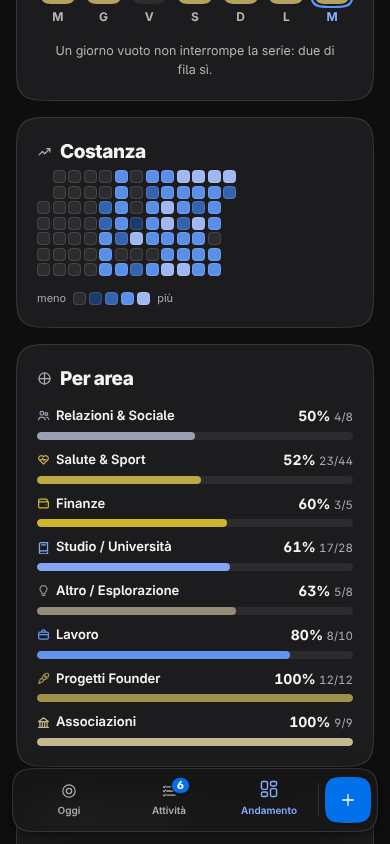 M G V S D L M
Un giorno vuoto non interrompe la serie: due di
fila sì.
Costanza
meno più
Per area
Relazioni & Sociale 50% 4/8
Salute & Sport 52% 23/44
Finanze 60% 3/5
Studio / Università 61% 17/28
Altro / Esplorazione 63% 5/8
Lavoro 80% 8/10
Progetti Founder 100% 12/12
Associazioni 100% 9/9
6
Oggi Attività Andamento +